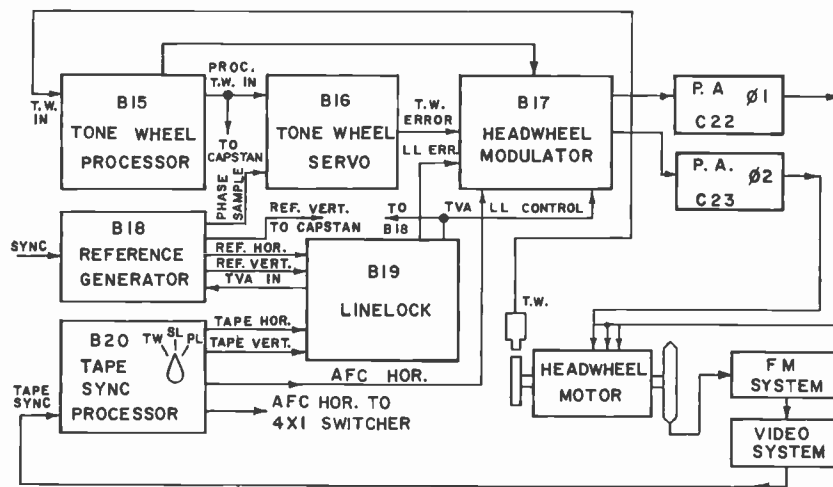 B15
TONE WHEEL
PROCESSOR
T.W.
IN
PROC.
T.W. IN
TO
CAPSTAN
PHASE
SAMPLE
B16
TONE WHEEL
SERVO
T.W.
ERROR
LL ERR.
B17
HEADWHEEL
MODULATOR
P. A
Ø1
C22
P. A.
Ø2
C23
B18
REFERENCE
GENERATOR
SYNC
REF. VERT.
TO CAPSTAN
REF. HOR.
REF. VERT.
TVA IN
TO
B18
TVA
LL CONTROL
B19
LINELOCK
B20
TAPE
SYNC
PROCESSOR
TW
SL
PL
TAPE
SYNC
TAPE HOR.
TAPE VERT.
AFC HOR.
AFC HOR. TO
4X1 SWITCHER
T.W.
HEADWHEEL
MOTOR
FM
SYSTEM
VIDEO
SYSTEM